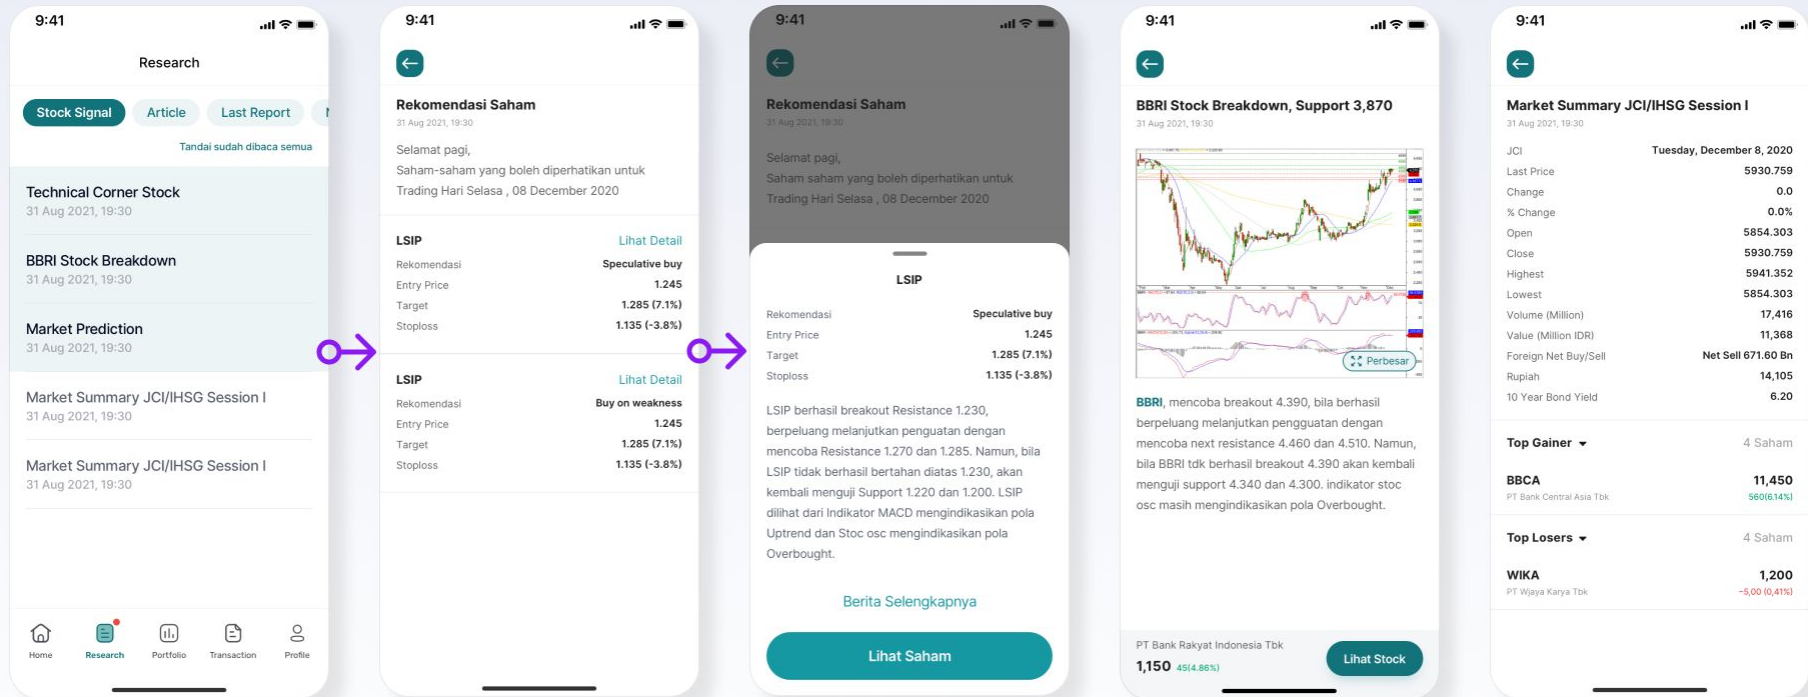 9:41
Research
Stock Signal
Article
Last Report
Tandai sudah dibaca semua
Technical Corner Stock
31 Aug 2021, 19:30
BBRI Stock Breakdown
31 Aug 2021, 19:30
Market Prediction
31 Aug 2021, 19:30
Market Summary JCI/IHSG Session I
31 Aug 2021, 19:30
Market Summary JCI/IHSG Session I
31 Aug 2021, 19:30
Home
Research
Portfolio
Transaction
Profile
9:41
Rekomendasi Saham
31 Aug 2021, 19:30
Selamat pagi,
Saham-saham yang boleh diperhatikan untuk
Trading Hari Selasa , 08 December 2020
LSIP Lihat Detail
Rekomendasi Speculative buy
Entry Price 1.245
Target 1.285 (7.1%)
Stoploss 1.135 (-3.8%)
LSIP Lihat Detail
Rekomendasi Buy on weakness
Entry Price 1.245
Target 1.285 (7.1%)
Stoploss 1.135 (-3.8%)
9:41
Rekomendasi Saham
31 Aug 2021, 19:30
Selamat pagi,
Saham saham yang boleh diperhatikan untuk
Trading Hari Selasa , 08 December 2020
LSIP
Rekomendasi Speculative buy
Entry Price 1.245
Target 1.285 (7.1%)
Stoploss 1.135 (-3.8%)
LSIP berhasil breakout Resistance 1.230,
berpeluang melanjutkan penguatan dengan
mencoba Resistance 1.270 dan 1.285. Namun, bila
LSIP tidak berhasil bertahan diatas 1.230, akan
kembali menguji Support 1.220 dan 1.200. LSIP
dilihat dari Indikator MACD mengindikasikan pola
Uptrend dan Stoc osc mengindikasikan pola
Overbought.
Berita Selengkapnya
Lihat Saham
9:41
BBRI Stock Breakdown, Support 3,870
31 Aug 2021, 19:30
Perbesar
BBRI, mencoba breakout 4.390, bila berhasil
berpeluang melanjutkan pengguatan dengan
mencoba next resistance 4.460 dan 4.510. Namun,
bila BBRI tdk berhasil breakout 4.390 akan kembali
menguji support 4.340 dan 4.300. indikator stoc
osc masih mengindikasikan pola Overbought.
PT Bank Rakyat Indonesia Tbk
1,150 45(4.86%)
Lihat Stock
9:41
Market Summary JCI/IHSG Session I
31 Aug 2021, 19:30
JCI Tuesday, December 8, 2020
Last Price 5930.759
Change 0.0
% Change 0.0%
Open 5854.303
Close 5930.759
Highest 5941.352
Lowest 5854.303
Volume (Million) 17,416
Value (Million IDR) 11,368
Foreign Net Buy/Sell Net Sell 671.60 Bn
Rupiah 14,105
10 Year Bond Yield 6.20
Top Gainer 4 Saham
BBCA 11,450
PT Bank Central Asia Tbk 560(6.14%)
Top Losers 4 Saham
WIKA 1,200
PT Wjaya Karya Tbk -5,00 (0,41%)